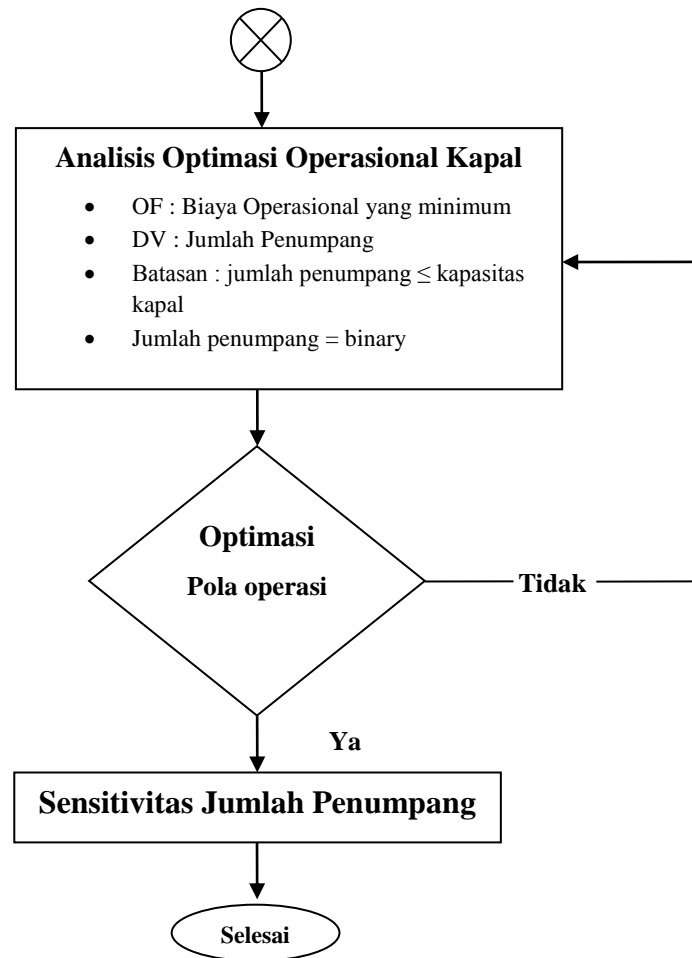 Analisis Optimasi Operasional Kapal
• OF : Biaya Operasional yang minimum
• DV : Jumlah Penumpang
• Batasan : jumlah penumpang ≤ kapasitas
kapal
• Jumlah penumpang = binary
Optimasi
Pola operasi
Tidak
Ya
Sensitivitas Jumlah Penumpang
Selesai